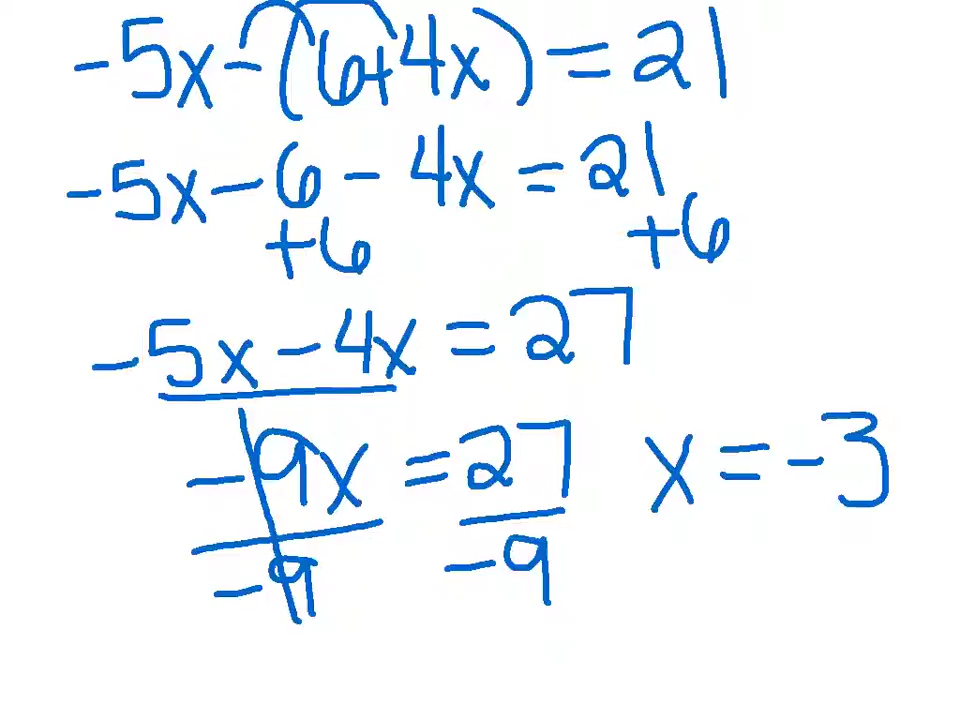 -5x-(6+4x)=21
-5x-6-4x=21
+6 +6
-5x-4x=27
-9x=27 x=-3
-9 -9